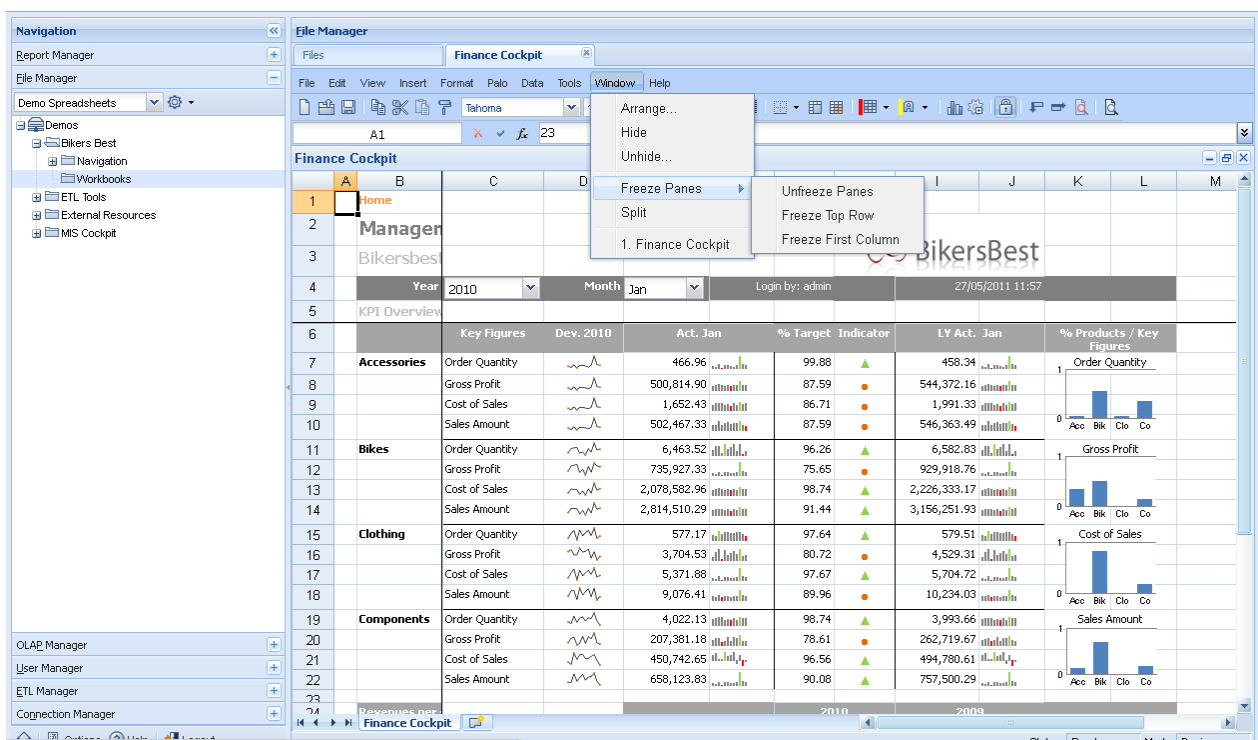 Navigation
Report Manager
File Manager
Demo Spreadsheets
Demos
Bikers Best
Navigation
Workbooks
ETL Tools
External Resources
MIS Cockpit
OLAP Manager
User Manager
ETL Manager
Connection Manager
File Manager
Files Finance Cockpit
File Edit View Insert Format Palo Data Tools Window Help
Tahoma
A1 fx 23
Arrange...
Hide
Unhide...
Freeze Panes
Split
1. Finance Cockpit
Unfreeze Panes
Freeze Top Row
Freeze First Column
Finance Cockpit
A B C D I J K L M
1 Home
2
3 Bikersbest BikersBest
4 Year 2010 Month Jan Login by: admin 27/05/2011 11:57
5 KPI Overview
6 Key Figures Dev. 2010 Act. Jan % Target Indicator LY Act. Jan % Products / Key Figures
7 Accessories Order Quantity 466.96 99.88 458.34
8 Gross Profit 500,814.90 87.59 544,372.16
9 Cost of Sales 1,652.43 86.71 1,991.33
10 Sales Amount 502,467.33 87.59 546,363.49
11 Bikes Order Quantity 6,463.52 96.26 6,582.83
12 Gross Profit 735,927.33 75.65 929,918.76
13 Cost of Sales 2,078,582.96 98.74 2,226,333.17
14 Sales Amount 2,814,510.29 91.44 3,156,251.93
15 Clothing Order Quantity 577.17 97.64 579.51
16 Gross Profit 3,704.53 80.72 4,529.31
17 Cost of Sales 5,371.88 97.67 5,704.72
18 Sales Amount 9,076.41 89.96 10,234.03
19 Components Order Quantity 4,022.13 98.74 3,993.66
20 Gross Profit 207,381.18 78.61 262,719.67
21 Cost of Sales 450,742.65 96.56 494,780.61
22 Sales Amount 658,123.83 90.08 757,500.29
23
24 Revenues per 2010 2009
Order Quantity
1
0
Acc Bik Clo Co
Gross Profit
1
0
Acc Bik Clo Co
Cost of Sales
1
0
Acc Bik Clo Co
Sales Amount
1
0
Acc Bik Clo Co
Finance Cockpit
Options Help Logout